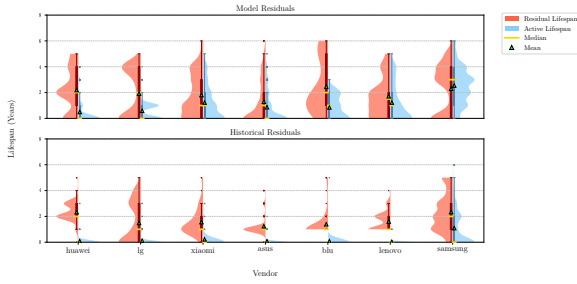 Model Residuals
8
6
4
2
0
Residual Lifespan
Active Lifespan
Median
Mean
Lifespan (Years)
Historical Residuals
8
6
4
2
0
huawei lg xiaomi asus blu lenovo samsung
Vendor